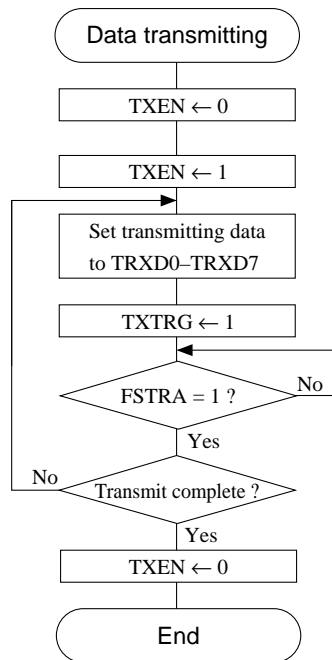 Data transmitting
TXEN ← 0
TXEN ← 1
Set transmitting data
to TRXD0–TRXD7
TXTRG ← 1
FSTRA = 1 ?
No
Yes
No
Transmit complete ?
Yes
TXEN ← 0
End